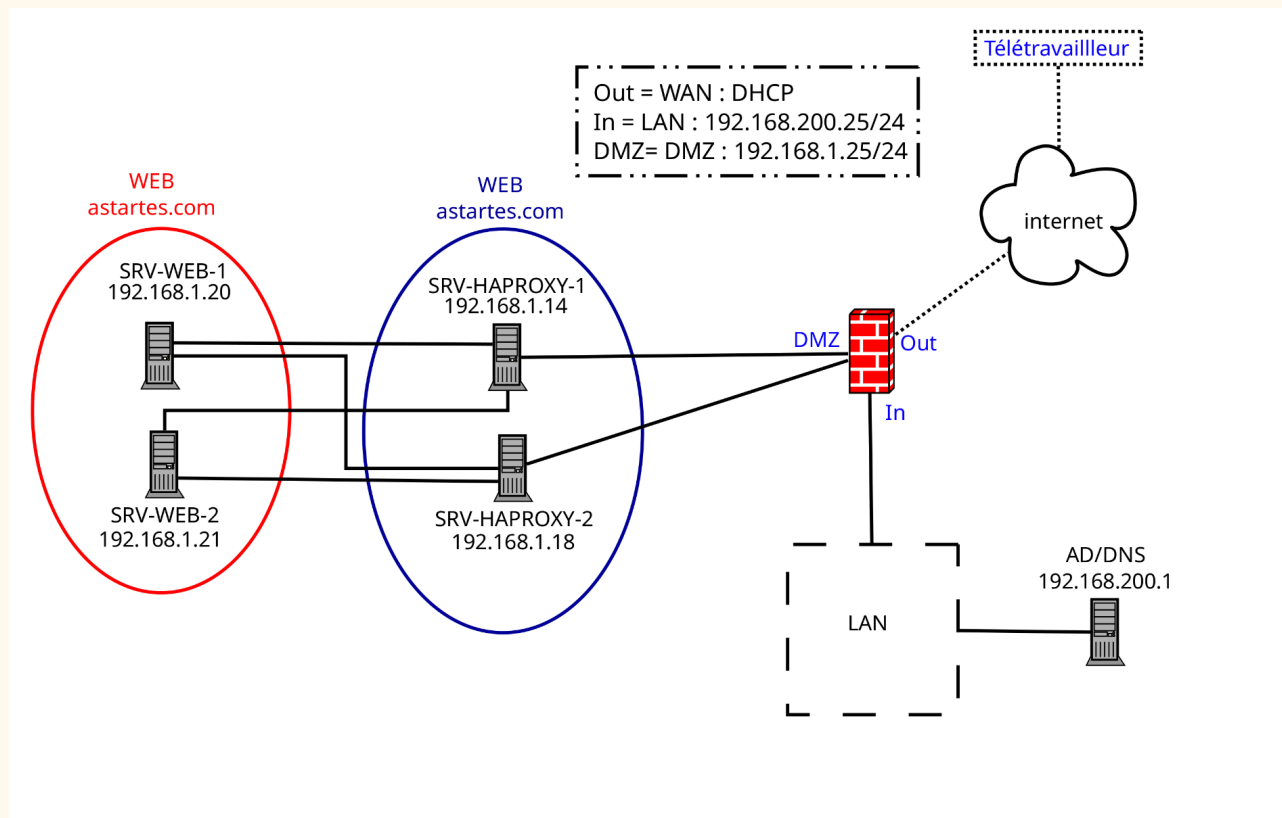 Télétravaillleur
Out = WAN : DHCP
In = LAN : 192.168.200.25/24
DMZ= DMZ : 192.168.1.25/24
internet
WEB
astartes.com
WEB
astartes.com
SRV-WEB-1
192.168.1.20
SRV-HAPROXY-1
192.168.1.14
DMZ
Out
In
SRV-WEB-2
192.168.1.21
SRV-HAPROXY-2
192.168.1.18
LAN
AD/DNS
192.168.200.1